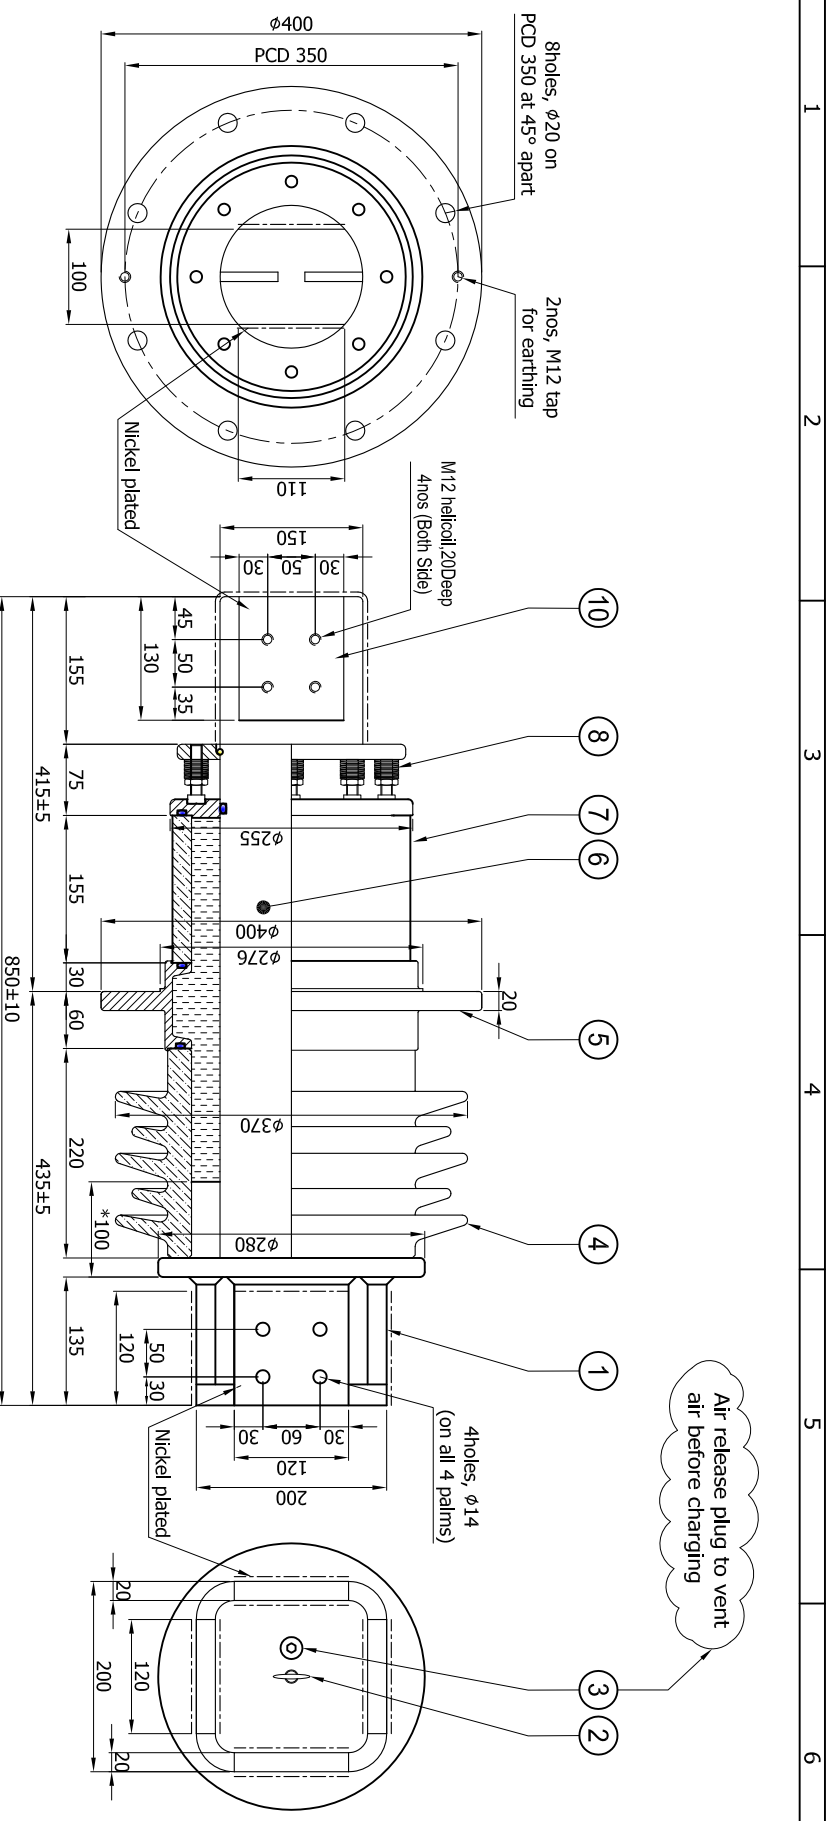 1
2
3
4
5
6
Φ400
PCD 350
8holes, Φ20 on
PCD 350 at 45° apart
2nos, M12 tap
for earthing
100
110
Nickel plated
M12 helicoil,20Deep
4nos (Both Side)
150
30
50
30
45
50
35
130
155
75
155
30
60
220
135
415±5
435±5
850±10
*100
120
50
30
Φ255
Φ400
Φ276
Φ370
Φ280
20
10
8
7
6
5
4
1
3
2
4holes, Φ14
(on all 4 palms)
30
60
30
120
200
Nickel plated
Air release plug to vent
air before charging
20
120
200
20